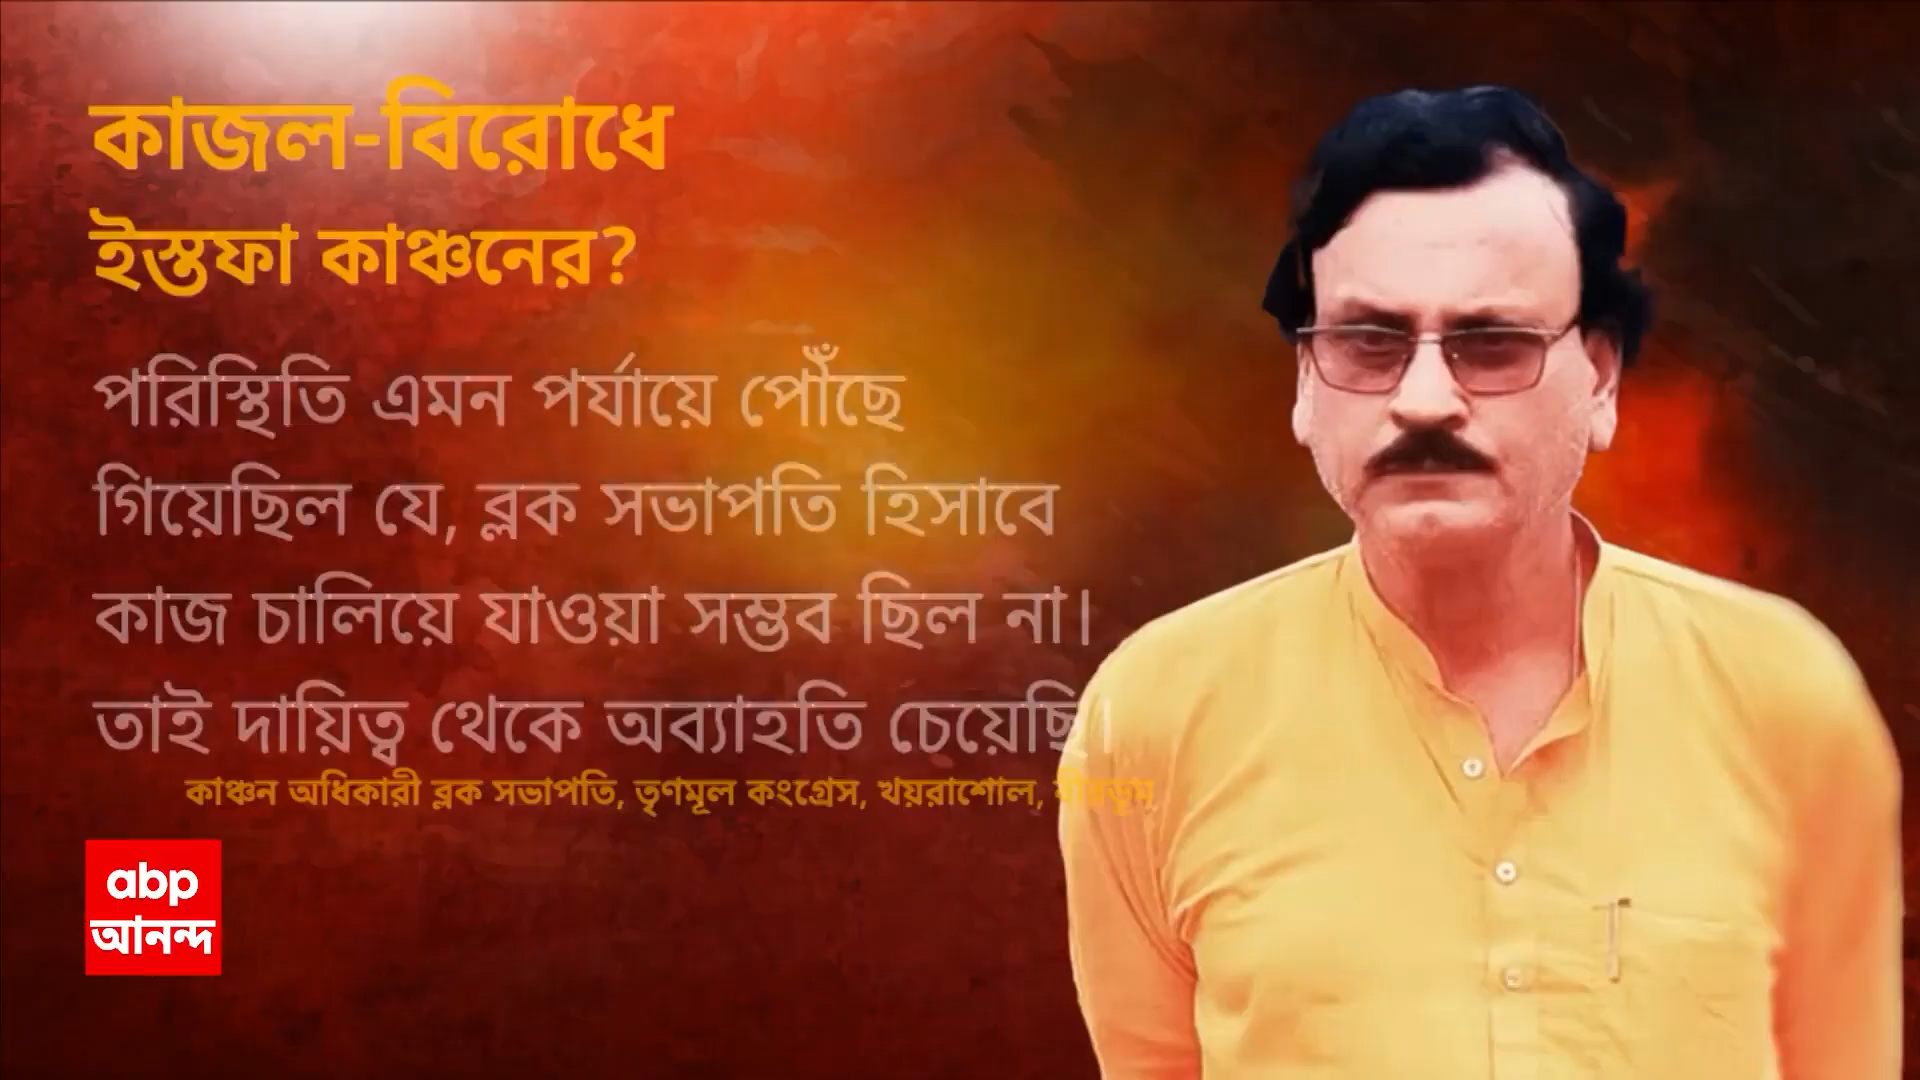 কাজল-বিরোধে
ইস্তফা কাঞ্চনের?
পরিস্থিতি এমন পর্যায়ে পৌঁছে
গিয়েছিল যে, ব্লক সভাপতি হিসাবে
কাজ চালিয়ে যাওয়া সম্ভব ছিল না।
তাই দায়িত্ব থেকে অব্যাহতি চেয়েছি।
কাঞ্চন অধিকারী ব্লক সভাপতি, তৃণমূল কংগ্রেস, খয়রাশোল, বীরভূম
abp
আনন্দ